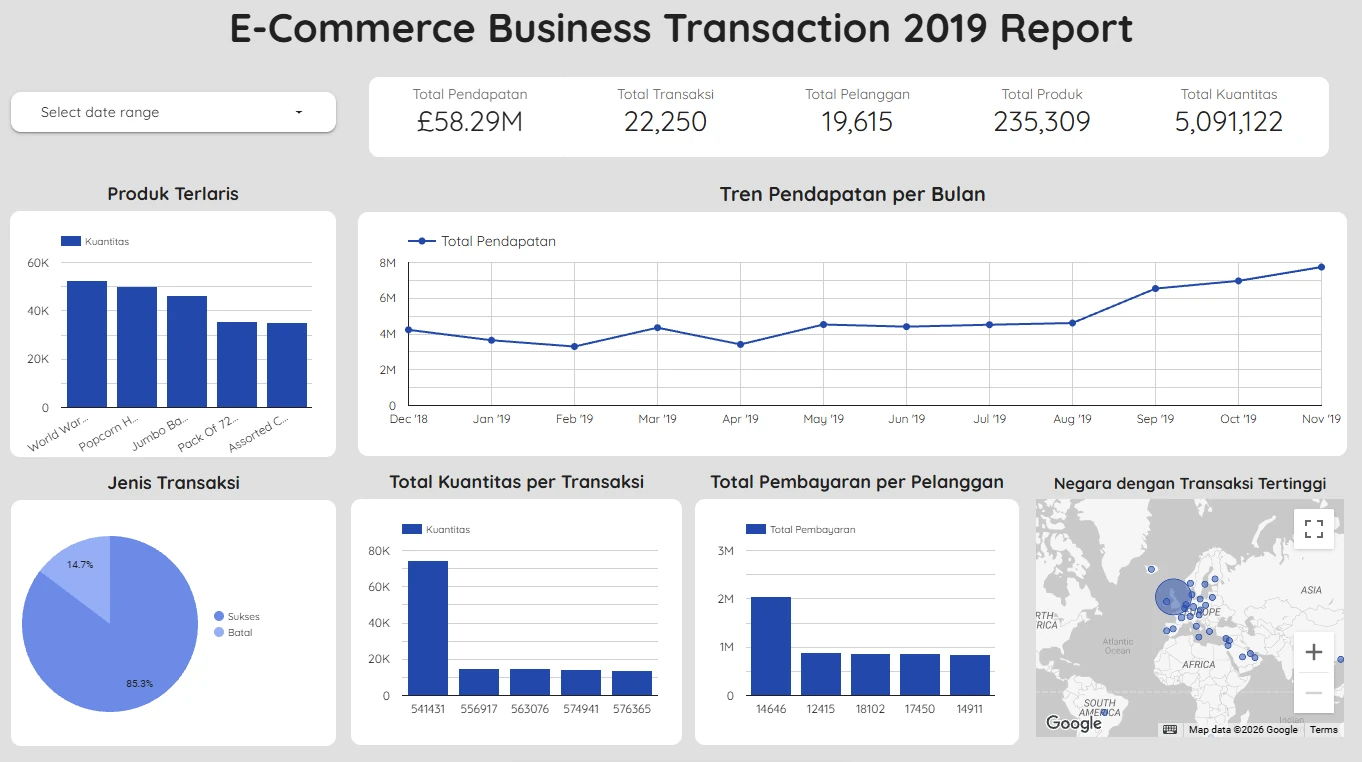 E-Commerce Business Transaction 2019 Report
Select date range
Total Pendapatan
£58.29M
Total Transaksi
22,250
Total Pelanggan
19,615
Total Produk
235,309
Total Kuantitas
5,091,122
Produk Terlaris
Kuantitas
60K
40K
20K
0
World War...
Popcorn H...
Jumbo Ba...
Pack Of 72...
Assorted C...
Tren Pendapatan per Bulan
Total Pendapatan
8M
6M
4M
2M
0
Dec '18 Jan '19 Feb '19 Mar '19 Apr '19 May '19 Jun '19 Jul '19 Aug '19 Sep '19 Oct '19 Nov '19
Jenis Transaksi
14.7%
85.3%
Sukses
Batal
Total Kuantitas per Transaksi
Kuantitas
80K
60K
40K
20K
0
541431 556917 563076 574941 576365
Total Pembayaran per Pelanggan
Total Pembayaran
3M
2M
1M
0
14646 12415 18102 17450 14911
Negara dengan Transaksi Tertinggi
ASIA
RTH
RICA
OPE
Atlantic
Ocean
AFRICA
SOUTH
AMERICA
Indian
Google
Map data ©2026 Google
Terms